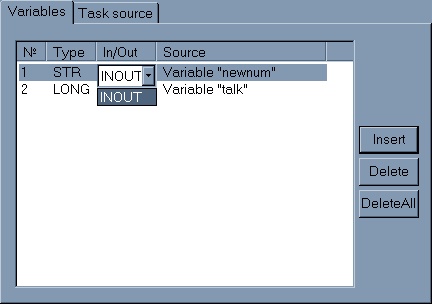 Variables Task source
№ Type In/Out Source
1 STR INOUT Variable "newnum"
2 LONG INOUT Variable "talk"
Insert
Delete
DeleteAll